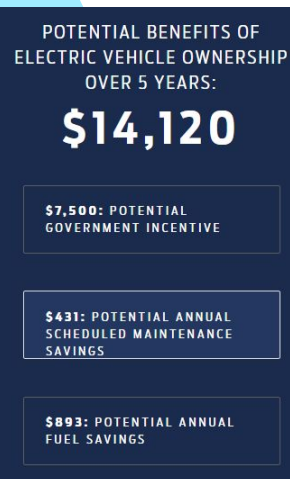 POTENTIAL BENEFITS OF
ELECTRIC VEHICLE OWNERSHIP
OVER 5 YEARS:
$14,120
$7,500: POTENTIAL
GOVERNMENT INCENTIVE
$431: POTENTIAL ANNUAL
SCHEDULED MAINTENANCE
SAVINGS
$893: POTENTIAL ANNUAL
FUEL SAVINGS